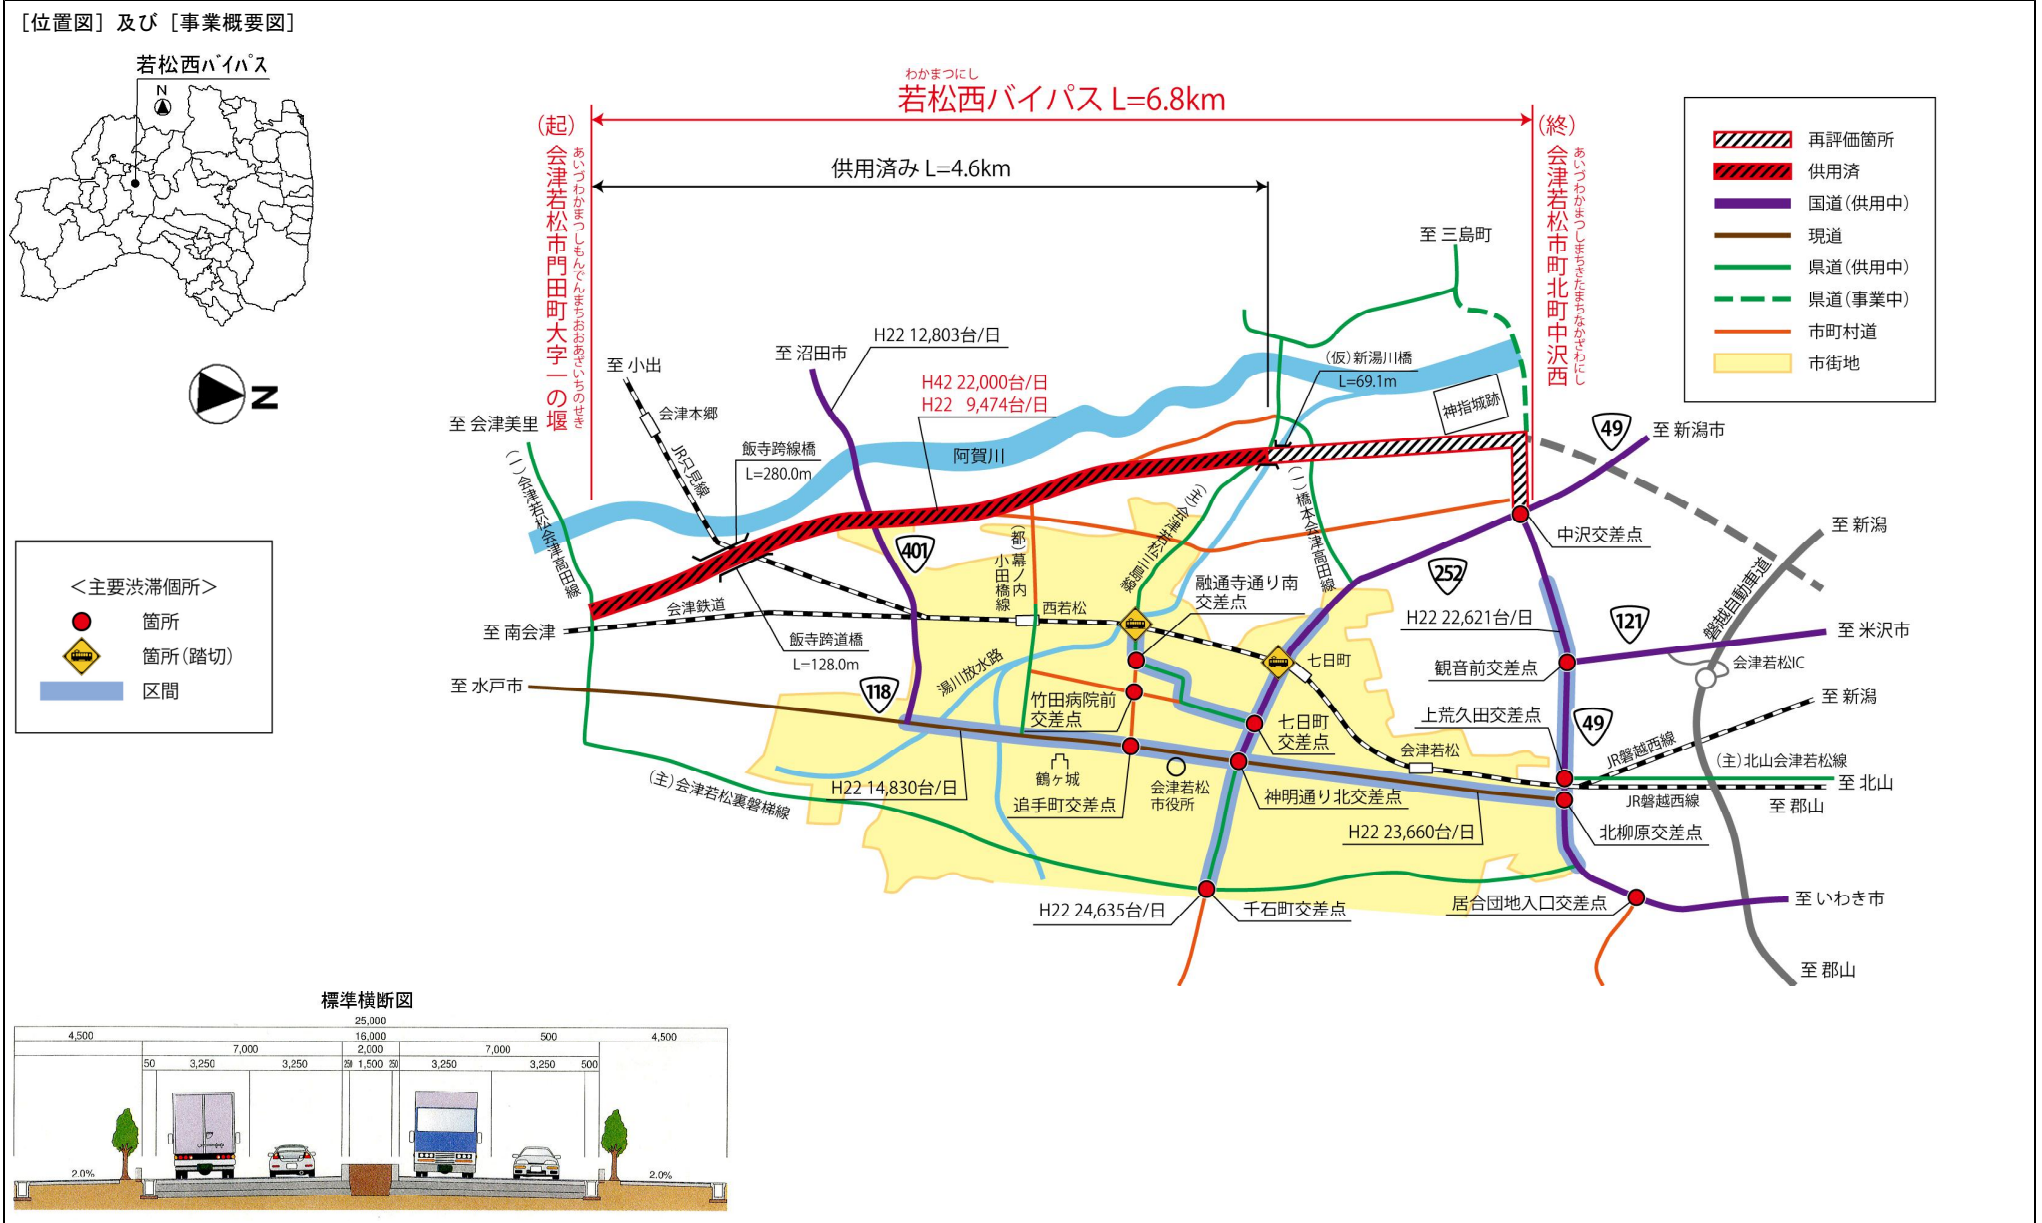 ［位置図］及び［事業概要図］
若松西ﾊﾞｲﾊﾟｽ
N
N
わかまつにし
若松西バイパス L=6.8km
（起）
会津若松市門田町大字一の堰
あいづわかまつしもんでんまちおおあざいちのせき
（終）
会津若松市町北町中沢西
あいづわかまつしまちきたまちなかざわにし
供用済み L=4.6km
再評価箇所
供用済
国道（供用中）
現道
県道（供用中）
県道（事業中）
市町村道
市街地
至 三島町
H22 12,803台/日
至 沼田市
至 小出
H42 22,000台/日
H22 9,474台/日
（仮）新湯川橋
L=69.1m
神指城跡
至 会津美里
会津本郷
JR只見線
飯寺跨線橋
L=280.0m
阿賀川
49
至 新潟市
（一）会津若松会津高田線
（主）会津若松三島線
（一）橋本会津高田線
中沢交差点
至 新潟
401
（都）幕ノ内
小田橋線
252
融通寺通り南
交差点
磐越自動車道
＜主要渋滞個所＞
箇所
箇所（踏切）
区間
会津鉄道
西若松
H22 22,621台/日
121
至 米沢市
至 南会津
飯寺跨道橋
L=128.0m
七日町
観音前交差点
会津若松IC
至 水戸市
118
湯川放水路
竹田病院前
交差点
七日町
交差点
上荒久田交差点
49
至 新潟
会津若松
JR磐越西線
（主）北山会津若松線
至 北山
（主）会津若松裏磐梯線
H22 14,830台/日
鶴ヶ城
会津若松
市役所
追手町交差点
神明通り北交差点
JR磐越西線
至 郡山
H22 23,660台/日
北柳原交差点
H22 24,635台/日
千石町交差点
居合団地入口交差点
至 いわき市
至 郡山
標準横断図
25,000
4,500
16,000
500
4,500
7,000
2,000
7,000
50
3,250
3,250
250
1,500
250
3,250
3,250
500
2.0%
2.0%